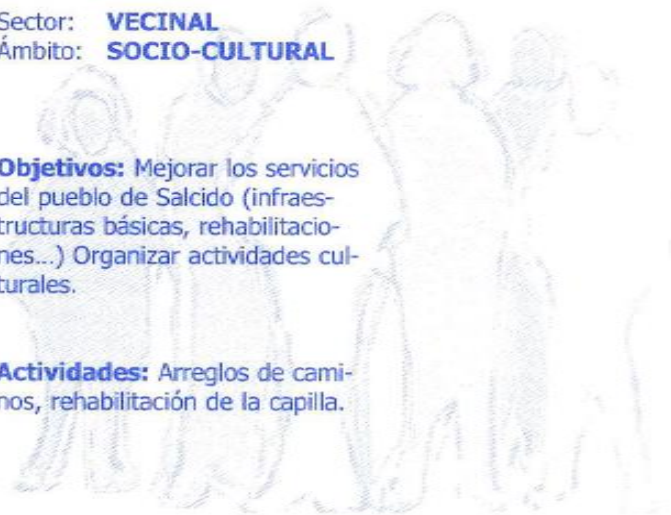 Sector: VECINAL
Ámbito: SOCIO-CULTURAL
Objetivos: Mejorar los servicios
del pueblo de Salcido (infraes-
tructuras básicas, rehabilitacio-
nes...) Organizar actividades cul-
turales.
Actividades: Arreglos de cami-
nos, rehabilitación de la capilla.